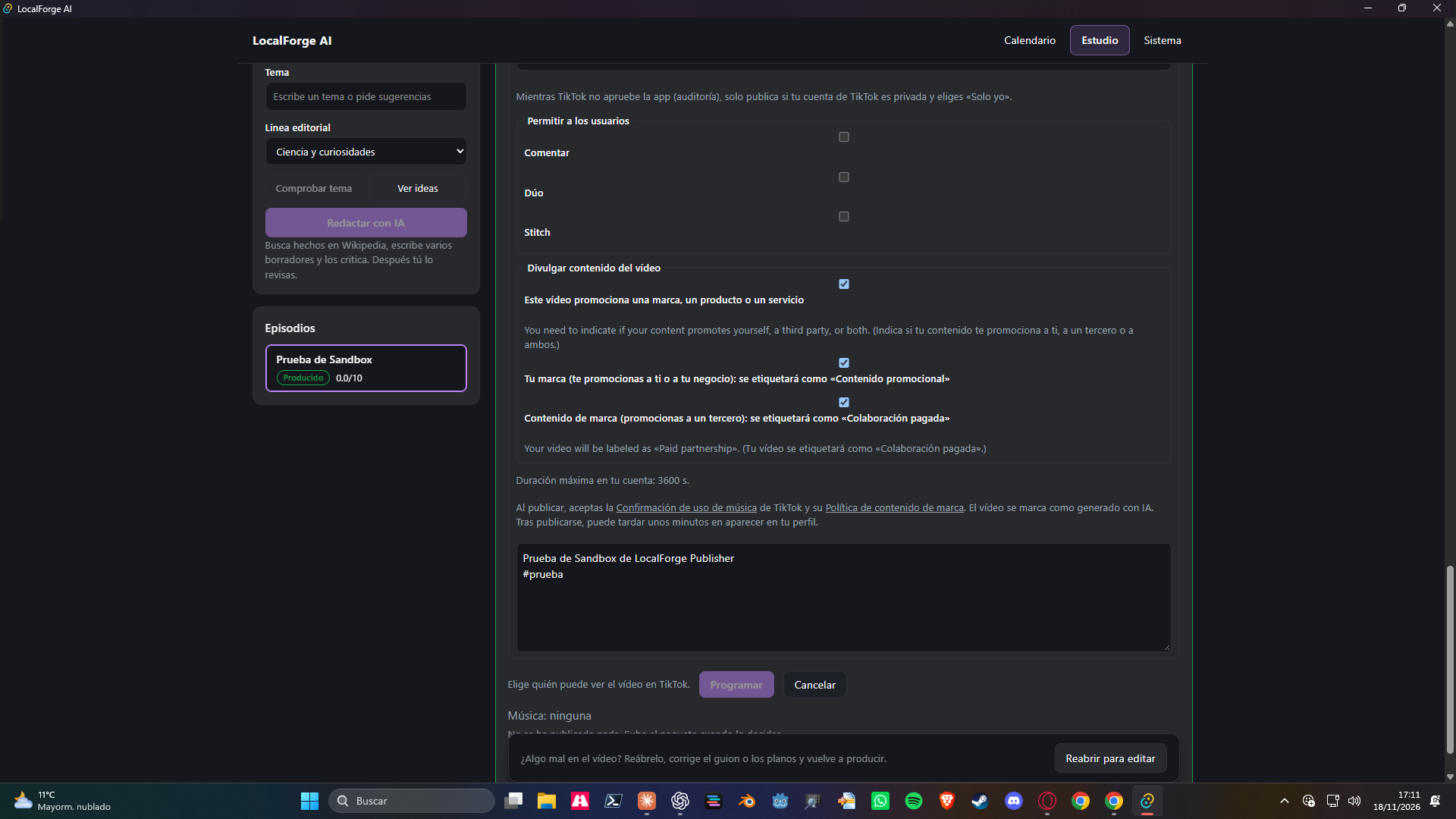 LocalForge AI
LocalForge AI
Calendario
Estudio
Sistema
Tema
Escribe un tema o pide sugerencias
Línea editorial
Ciencia y curiosidades
Comprobar tema
Ver ideas
Redactar con IA
Busca hechos en Wikipedia, escribe varios
borradores y los critica. Después tú lo
revisas.
Episodios
Prueba de Sandbox
Producido 0.0/10
Mientras TikTok no apruebe la app (auditoría), solo publica si tu cuenta de TikTok es privada y eliges «Solo yo».
Permitir a los usuarios
Comentar
Dúo
Stitch
Divulgar contenido del vídeo
Este vídeo promociona una marca, un producto o un servicio
You need to indicate if your content promotes yourself, a third party, or both. (Indica si tu contenido te promociona a ti, a un tercero o a
ambos.)
Tu marca (te promocionas a ti o a tu negocio): se etiquetará como «Contenido promocional»
Contenido de marca (promocionas a un tercero): se etiquetará como «Colaboración pagada»
Your video will be labeled as «Paid partnership». (Tu vídeo se etiquetará como «Colaboración pagada».)
Duración máxima en tu cuenta: 3600 s.
Al publicar, aceptas la Confirmación de uso de música de TikTok y su Política de contenido de marca. El vídeo se marca como generado con IA.
Tras publicarse, puede tardar unos minutos en aparecer en tu perfil.
Prueba de Sandbox de LocalForge Publisher
#prueba
Elige quién puede ver el vídeo en TikTok.
Programar
Cancelar
Música: ninguna
¿Algo mal en el vídeo? Reábrelo, corrige el guion o los planos y vuelve a producir.
Reabrir para editar
11°C
Mayorm. nublado
Buscar
17:11
18/11/2026